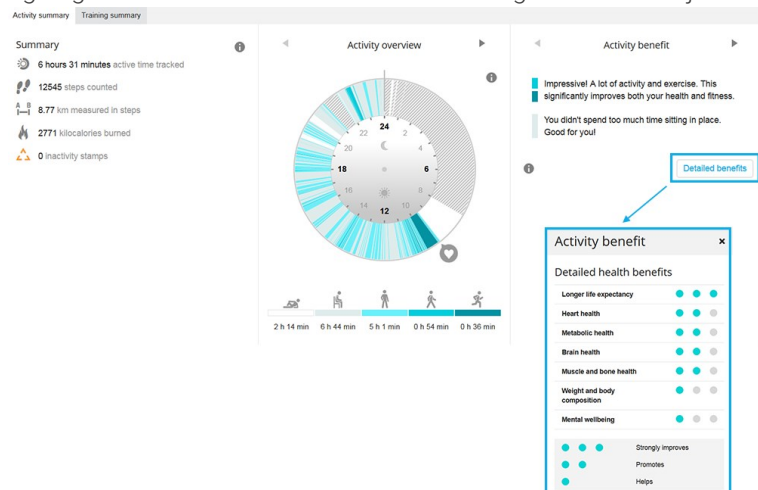 Activity summary
Training summary
Summary
6 hours 31 minutes active time tracked
12545 steps counted
A B
8.77 km measured in steps
2771 kilocalories burned
0 inactivity stamps
Activity overview
24
22 2
20 4
18 6
16 8
14 10
12
2 h 14 min 6 h 44 min 5 h 1 min 0 h 54 min 0 h 36 min
Activity benefit
Impressive! A lot of activity and exercise. This
significantly improves both your health and fitness.
You didn't spend too much time sitting in place.
Good for you!
Detailed benefits
Activity benefit x
Detailed health benefits
Longer life expectancy
Heart health
Metabolic health
Brain health
Muscle and bone health
Weight and body
composition
Mental wellbeing
Strongly improves
Promotes
Helps